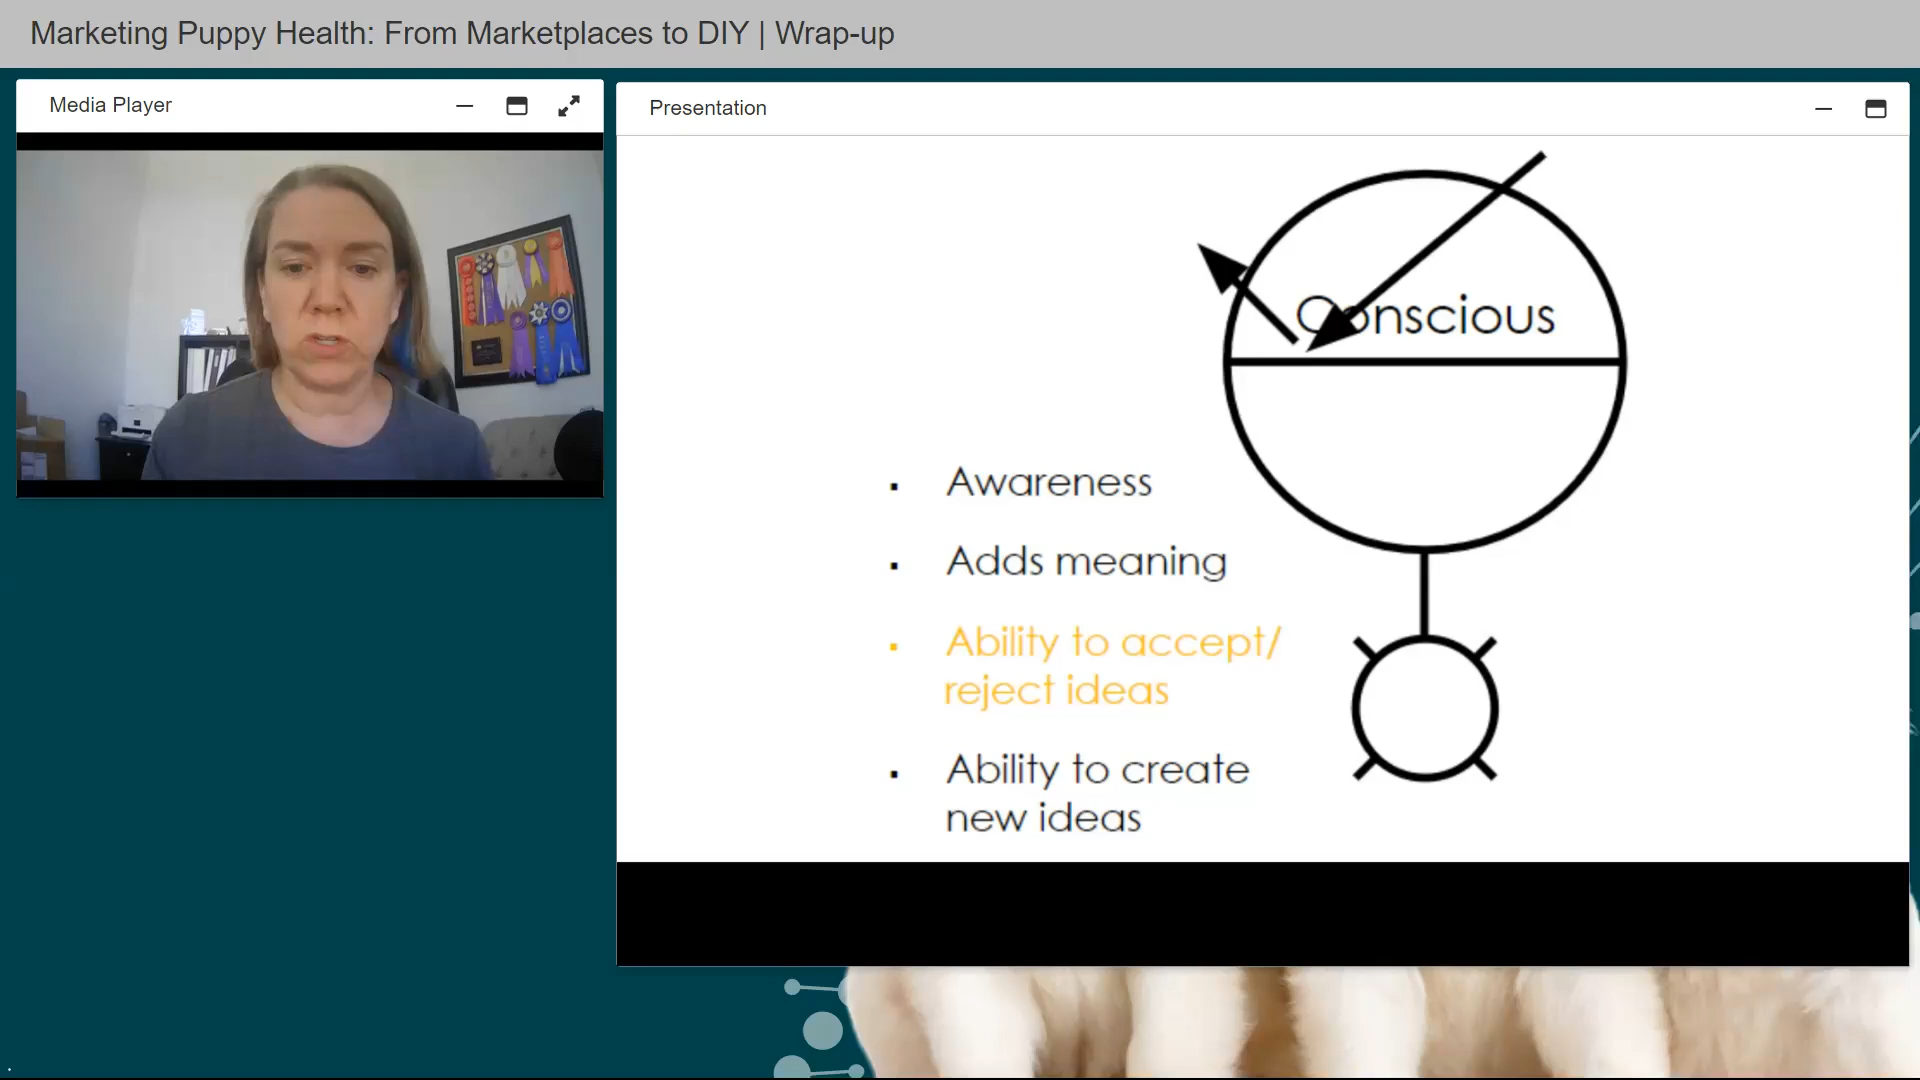 Marketing Puppy Health: From Marketplaces to DIY | Wrap-up
Media Player
Presentation
Conscious
▪ Awareness
▪ Adds meaning
▪ Ability to accept/
reject ideas
▪ Ability to create
new ideas